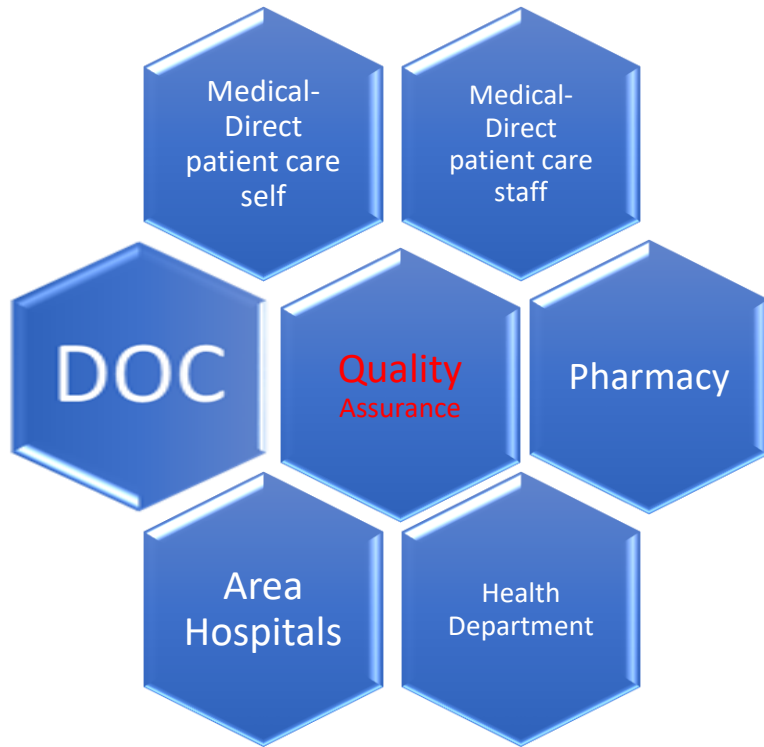 Medical-
Direct
patient care
self
Medical-
Direct
patient care
staff
DOC
Quality
Assurance
Pharmacy
Area
Hospitals
Health
Department